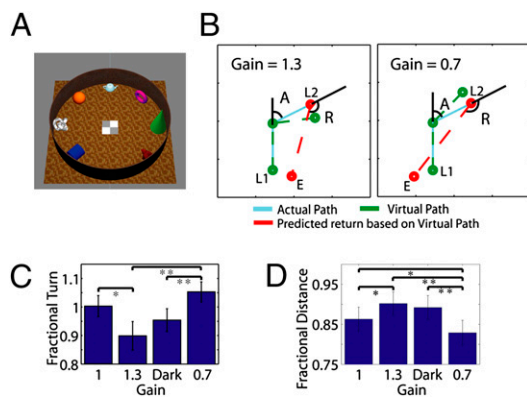 A
B
Gain = 1.3
L2
A
R
L1
E
Gain = 0.7
L2
A
R
L1
E
Actual Path
Virtual Path
Predicted return based on Virtual Path
C
Fractional Turn
1.1
1
0.9
0.8
*
**
**
1 1.3 Dark 0.7
Gain
D
Fractional Distance
0.95
0.85
0.75
*
*
**
**
1 1.3 Dark 0.7
Gain